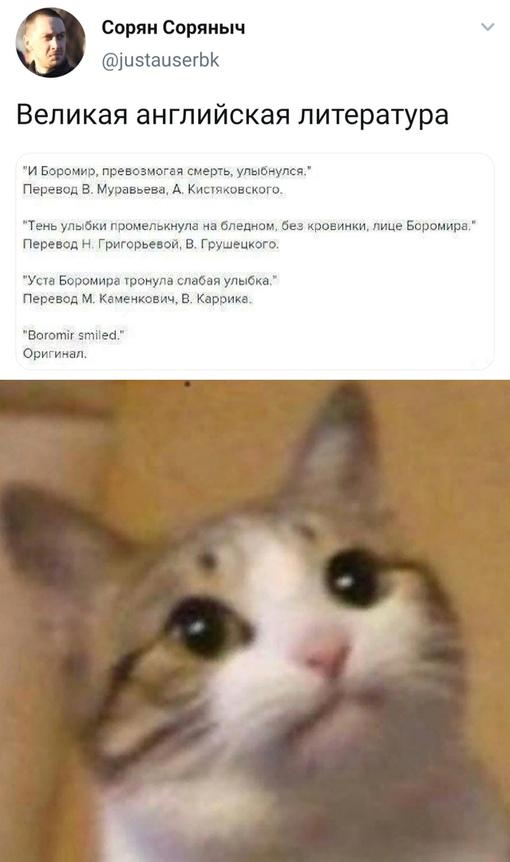 Сорян Соряныч
@justauserbk
Великая английская литература
"И Боромир, превозмогая смерть, улыбнулся."
Перевод В. Муравьева, А. Кистяковского.
"Тень улыбки промелькнула на бледном, без кровинки, лице Боромира."
Перевод Н. Григорьевой, В. Грушецкого.
"Уста Боромира тронула слабая улыбка."
Перевод М. Каменкович, В. Каррика.
"Boromir smiled."
Оригинал.